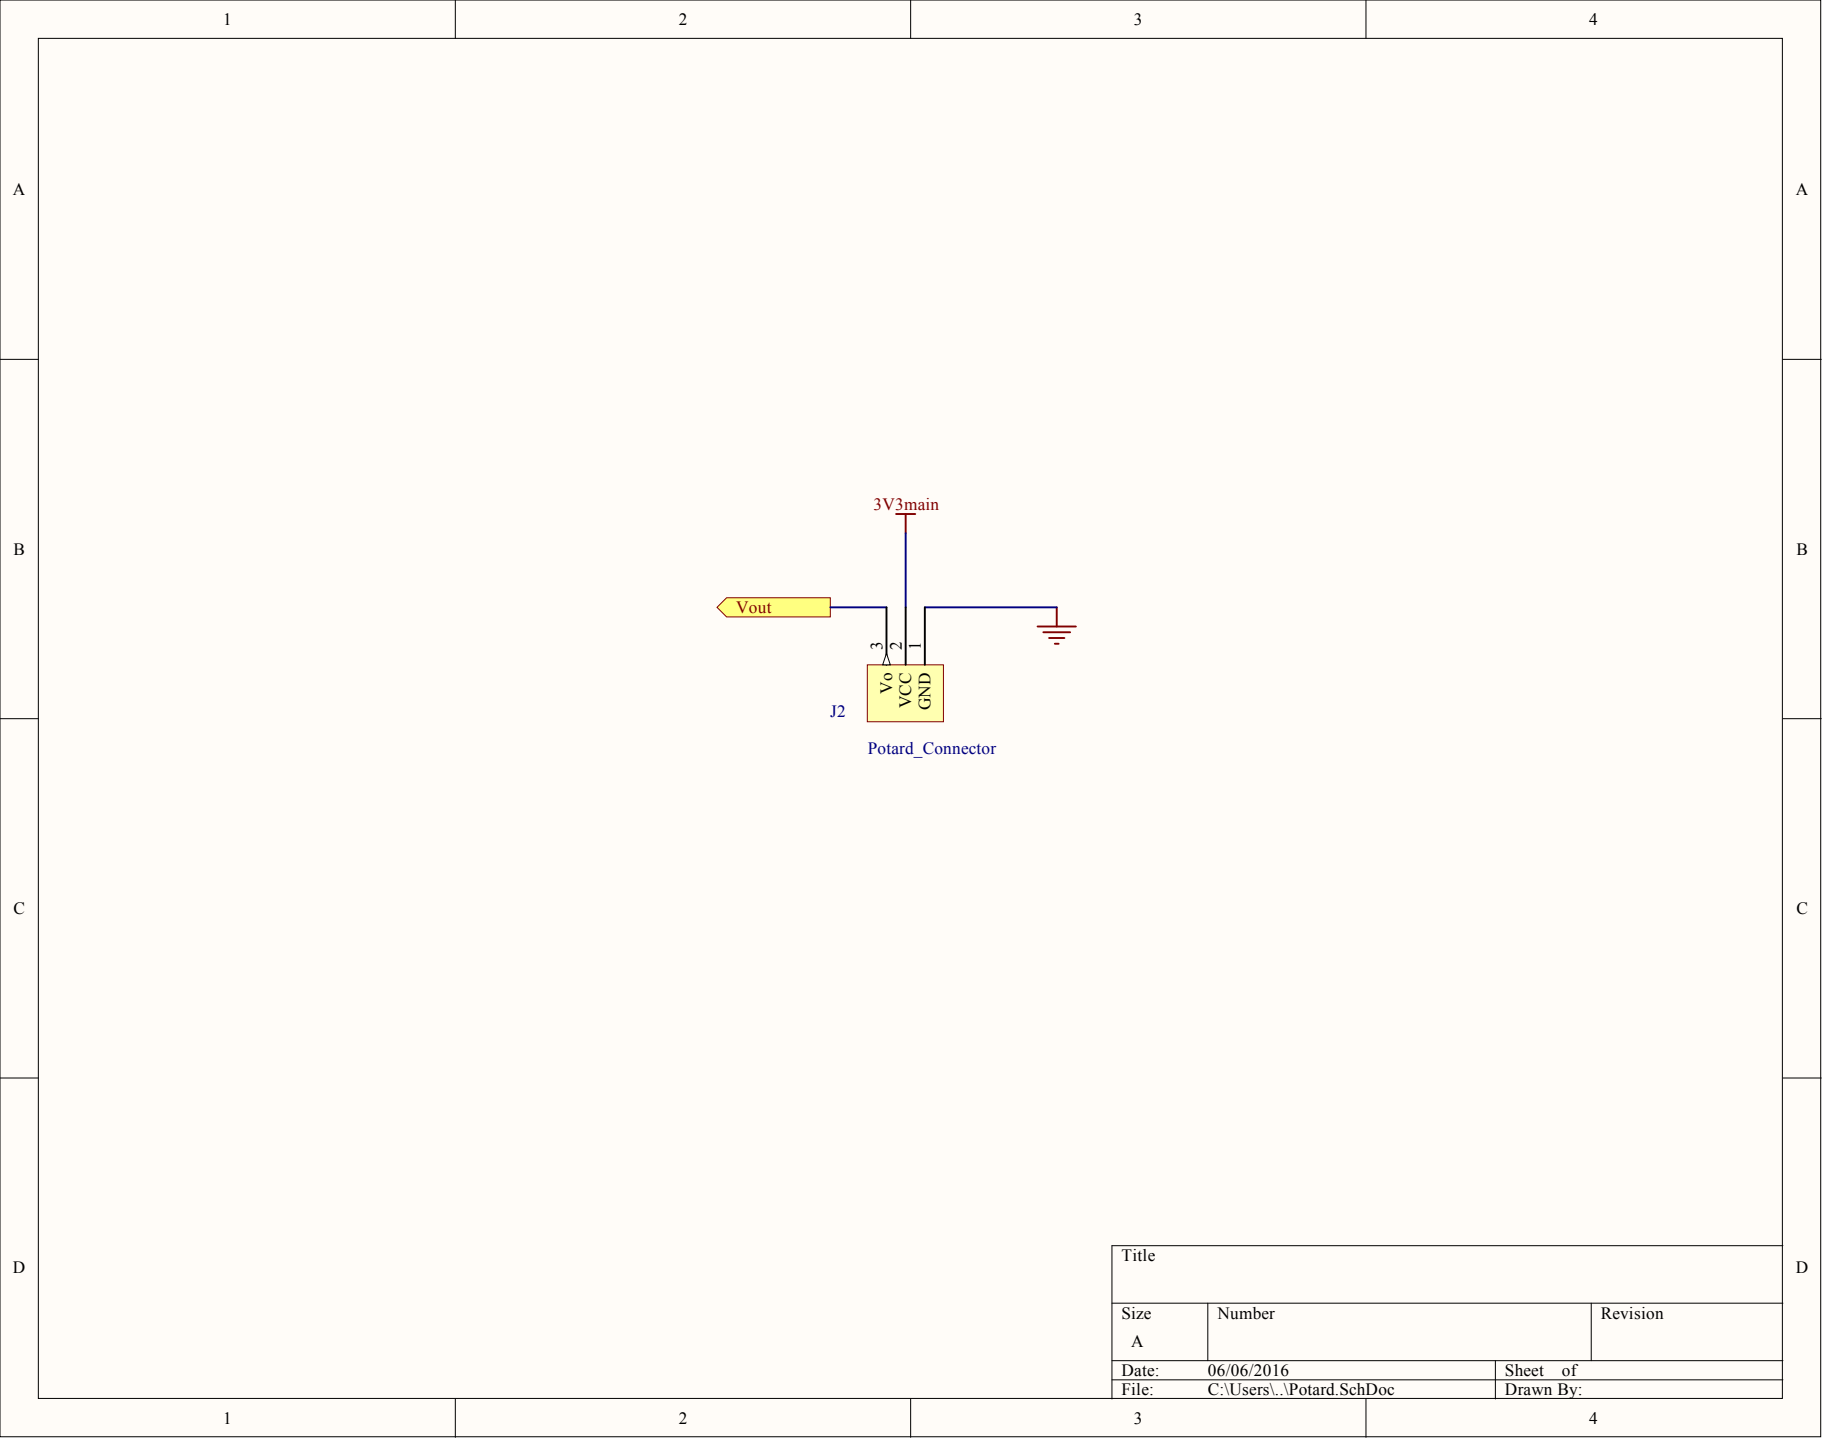 1 2 3 4
A A
3V3main
B B
Vout
3 2 1
Vo VCC GND
J2
Potard_Connector
C C
Title
D D
Size Number Revision
A
Date: 06/06/2016 Sheet of
File: C:\Users\..\Potard.SchDoc Drawn By:
1 2 3 4